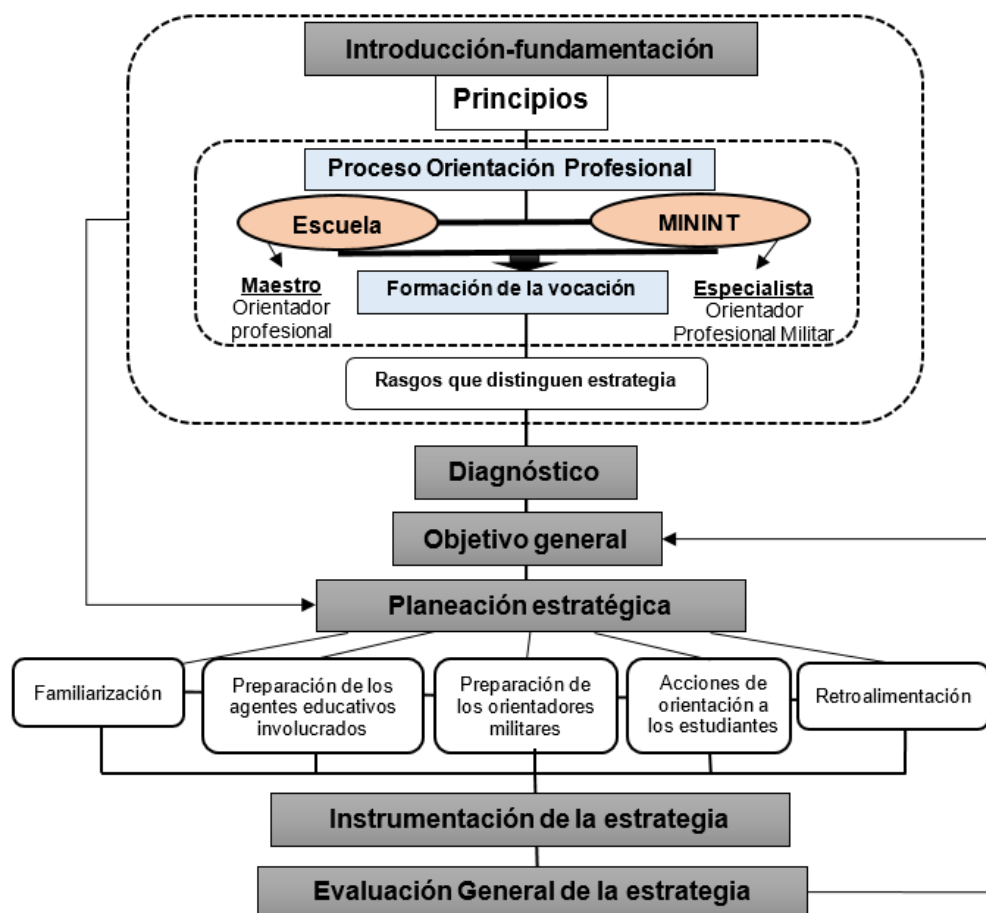 Introducción-fundamentación
Principios
Proceso Orientación Profesional
Escuela
MININT
Maestro
Orientador
profesional
Formación de la vocación
Especialista
Orientador
Profesional Militar
Rasgos que distinguen estrategia
Diagnóstico
Objetivo general
Planeación estratégica
Familiarización
Preparación de los
agentes educativos
involucrados
Preparación de
los orientadores
militares
Acciones de
orientación a
los estudiantes
Retroalimentación
Instrumentación de la estrategia
Evaluación General de la estrategia